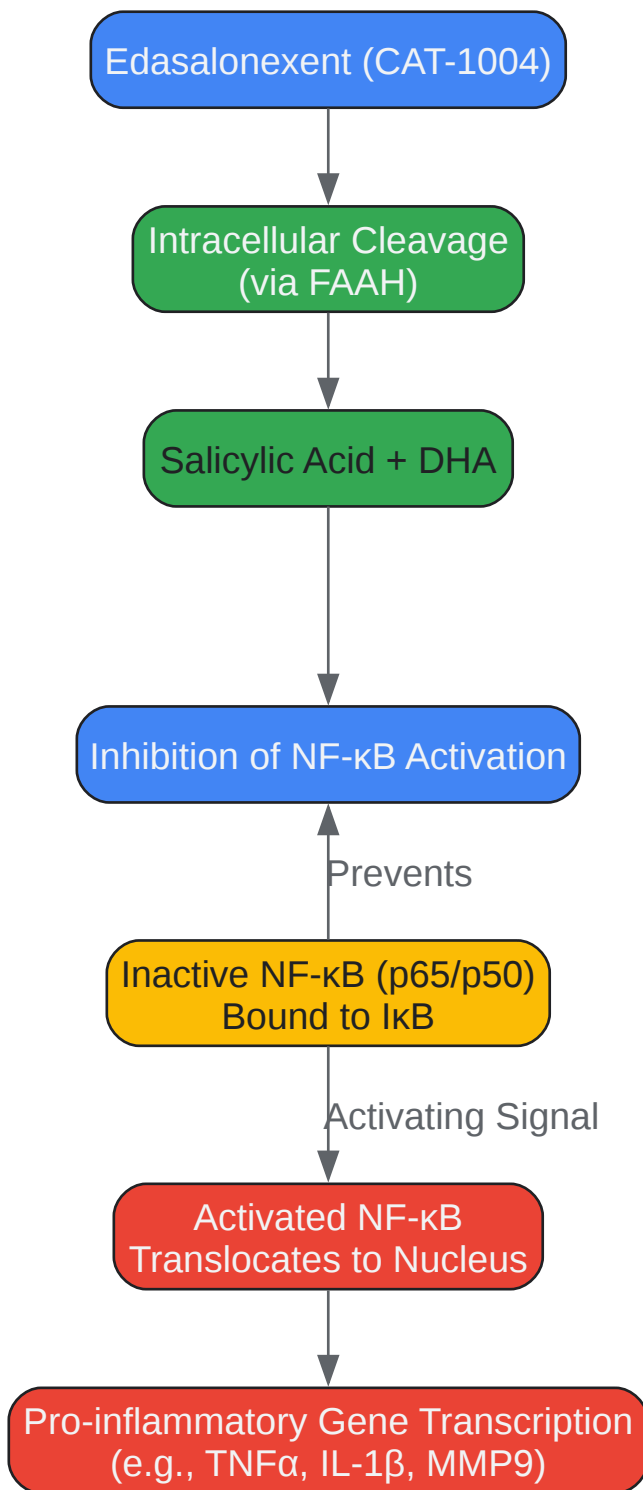 Edasalonexent (CAT-1004)
Intracellular Cleavage
(via FAAH)
Salicylic Acid + DHA
Inhibition of NF-κB Activation
Prevents
Inactive NF-κB (p65/p50)
Bound to IκB
Activating Signal
Activated NF-κB
Translocates to Nucleus
Pro-inflammatory Gene Transcription
(e.g., TNFα, IL-1β, MMP9)